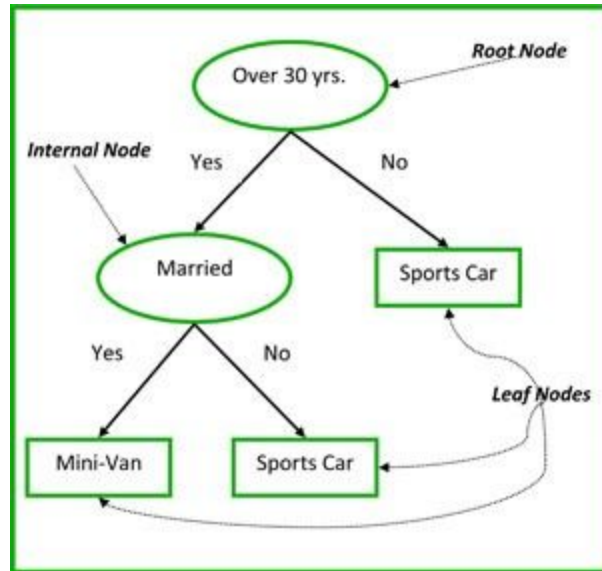 Root Node
Over 30 yrs.
Internal Node
Yes
No
Married
Sports Car
Yes
No
Leaf Nodes
Mini-Van
Sports Car